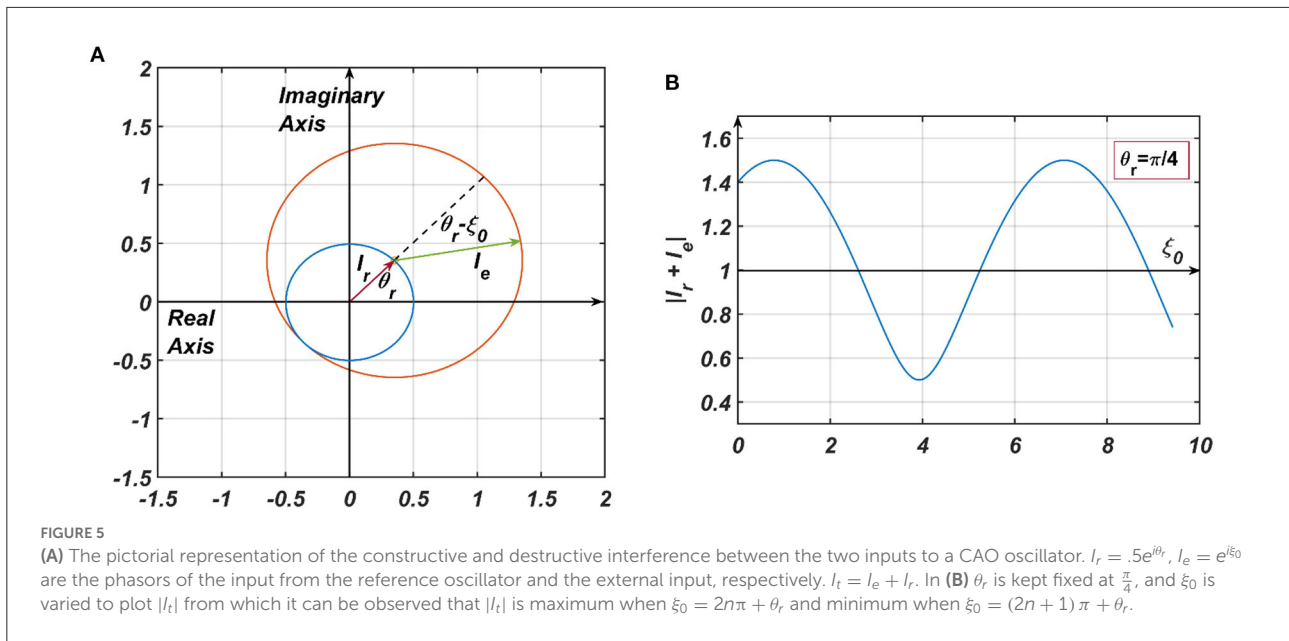 A
2
1.5
1
0.5
0
-0.5
-1
-1.5
-1.5 -1 -0.5 0 0.5 1 1.5 2
Imaginary
Axis
Real
Axis
I_r
θ_r
θ_r-ξ_0
I_e
B
1.6
1.4
1.2
1
0.8
0.6
0.4
0 2 4 6 8 10
|I_r + I_e|
θ_r=π/4
ξ_0
FIGURE 5
(A) The pictorial representation of the constructive and destructive interference between the two inputs to a CAO oscillator. I_r = .5e^{iθ_r}, I_e = e^{iξ_0}
are the phasors of the input from the reference oscillator and the external input, respectively. I_t = I_e + I_r. In (B) θ_r is kept fixed at π/4, and ξ_0 is
varied to plot |I_t| from which it can be observed that |I_t| is maximum when ξ_0 = 2nπ + θ_r and minimum when ξ_0 = (2n + 1) π + θ_r.